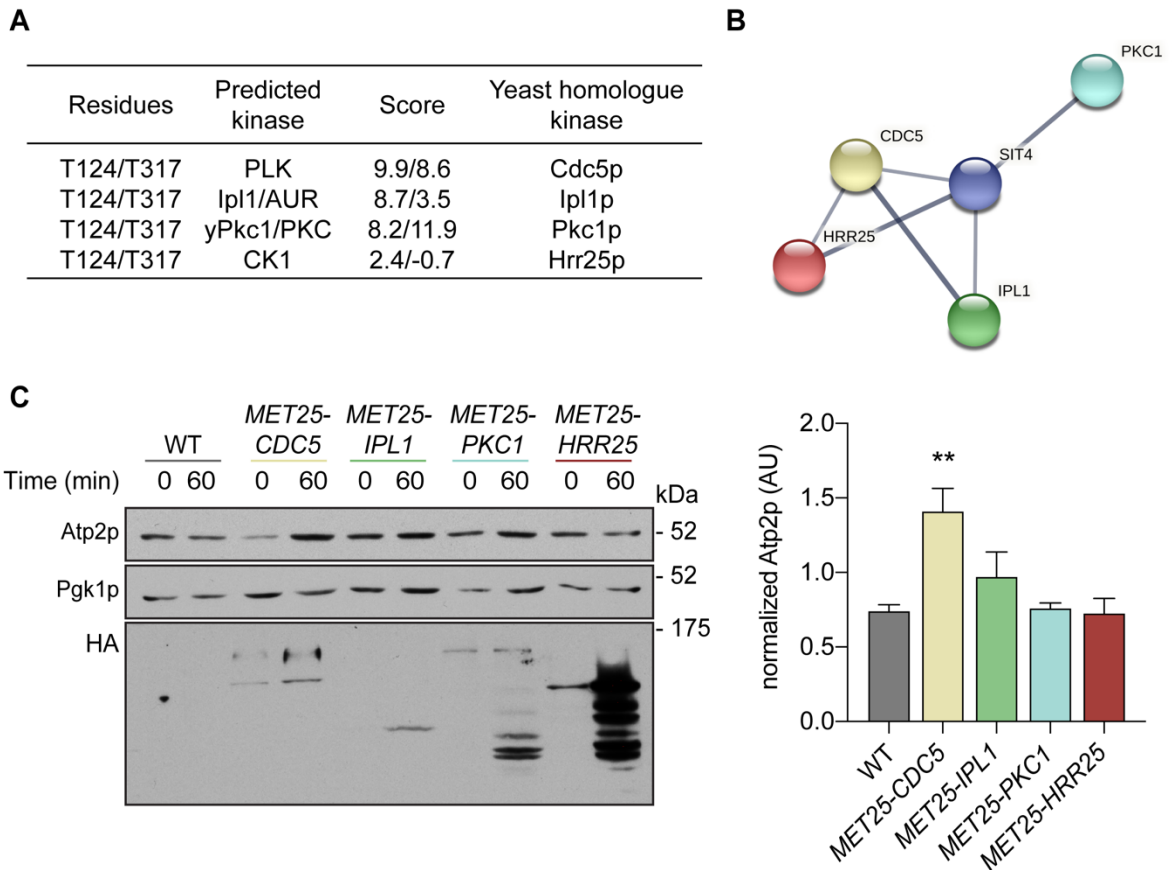 A
Residues Predicted kinase Score Yeast homologue kinase
T124/T317 PLK 9.9/8.6 Cdc5p
T124/T317 Ipl1/AUR 8.7/3.5 Ipl1p
T124/T317 yPkc1/PKC 8.2/11.9 Pkc1p
T124/T317 CK1 2.4/-0.7 Hrr25p
B
PKC1
CDC5
SIT4
HRR25
IPL1
C
WT MET25-CDC5 MET25-IPL1 MET25-PKC1 MET25-HRR25
Time (min) 0 60 0 60 0 60 0 60 0 60
kDa
Atp2p - 52
Pgk1p - 52
HA - 175
normalized Atp2p (AU)
2.0
1.5
1.0
0.5
0.0
**
WT
MET25-CDC5
MET25-IPL1
MET25-PKC1
MET25-HRR25